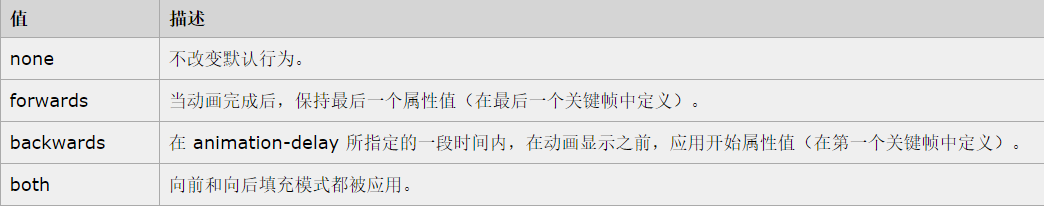 值 描述
none 不改变默认行为。
forwards 当动画完成后，保持最后一个属性值（在最后一个关键帧中定义）。
backwards 在 animation-delay 所指定的一段时间内，在动画显示之前，应用开始属性值（在第一个关键帧中定义）。
both 向前和向后填充模式都被应用。